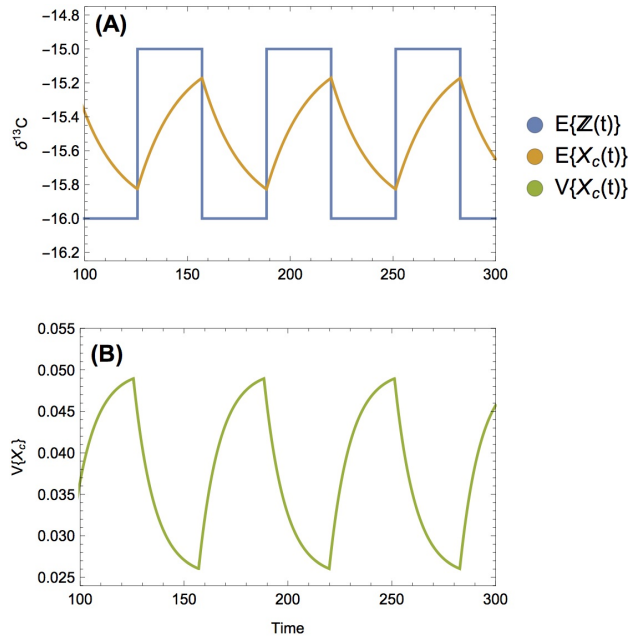 (A)
δ13C
−14.8
−15.0
−15.2
−15.4
−15.6
−15.8
−16.0
−16.2
100 150 200 250 300
E{ℤ(t)}
E{Xc(t)}
V{Xc(t)}
(B)
V{Xc}
0.055
0.050
0.045
0.040
0.035
0.030
0.025
100 150 200 250 300
Time